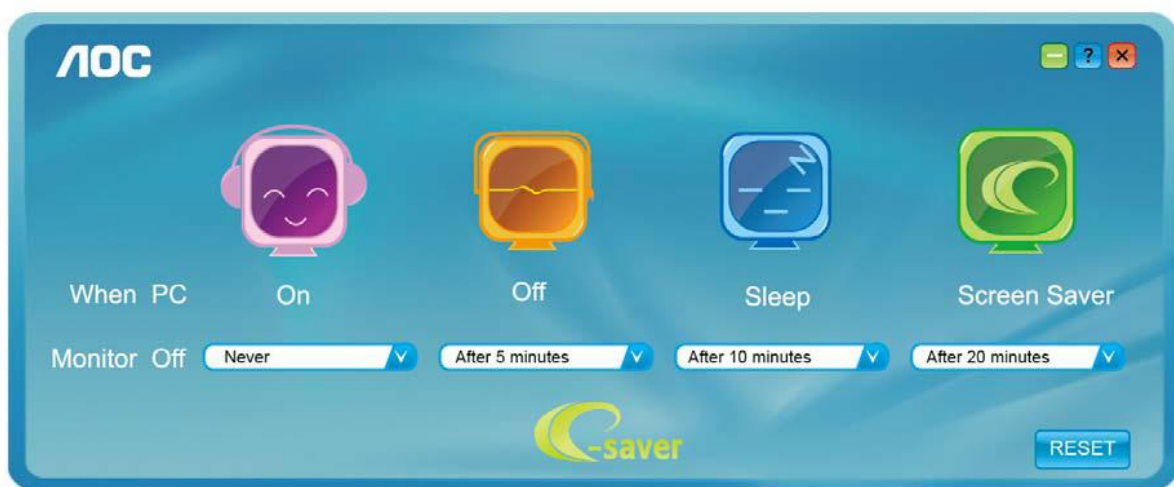 AOC
?
When PC On Off Sleep Screen Saver
Monitor Off Never After 5 minutes After 10 minutes After 20 minutes
e-saver
RESET